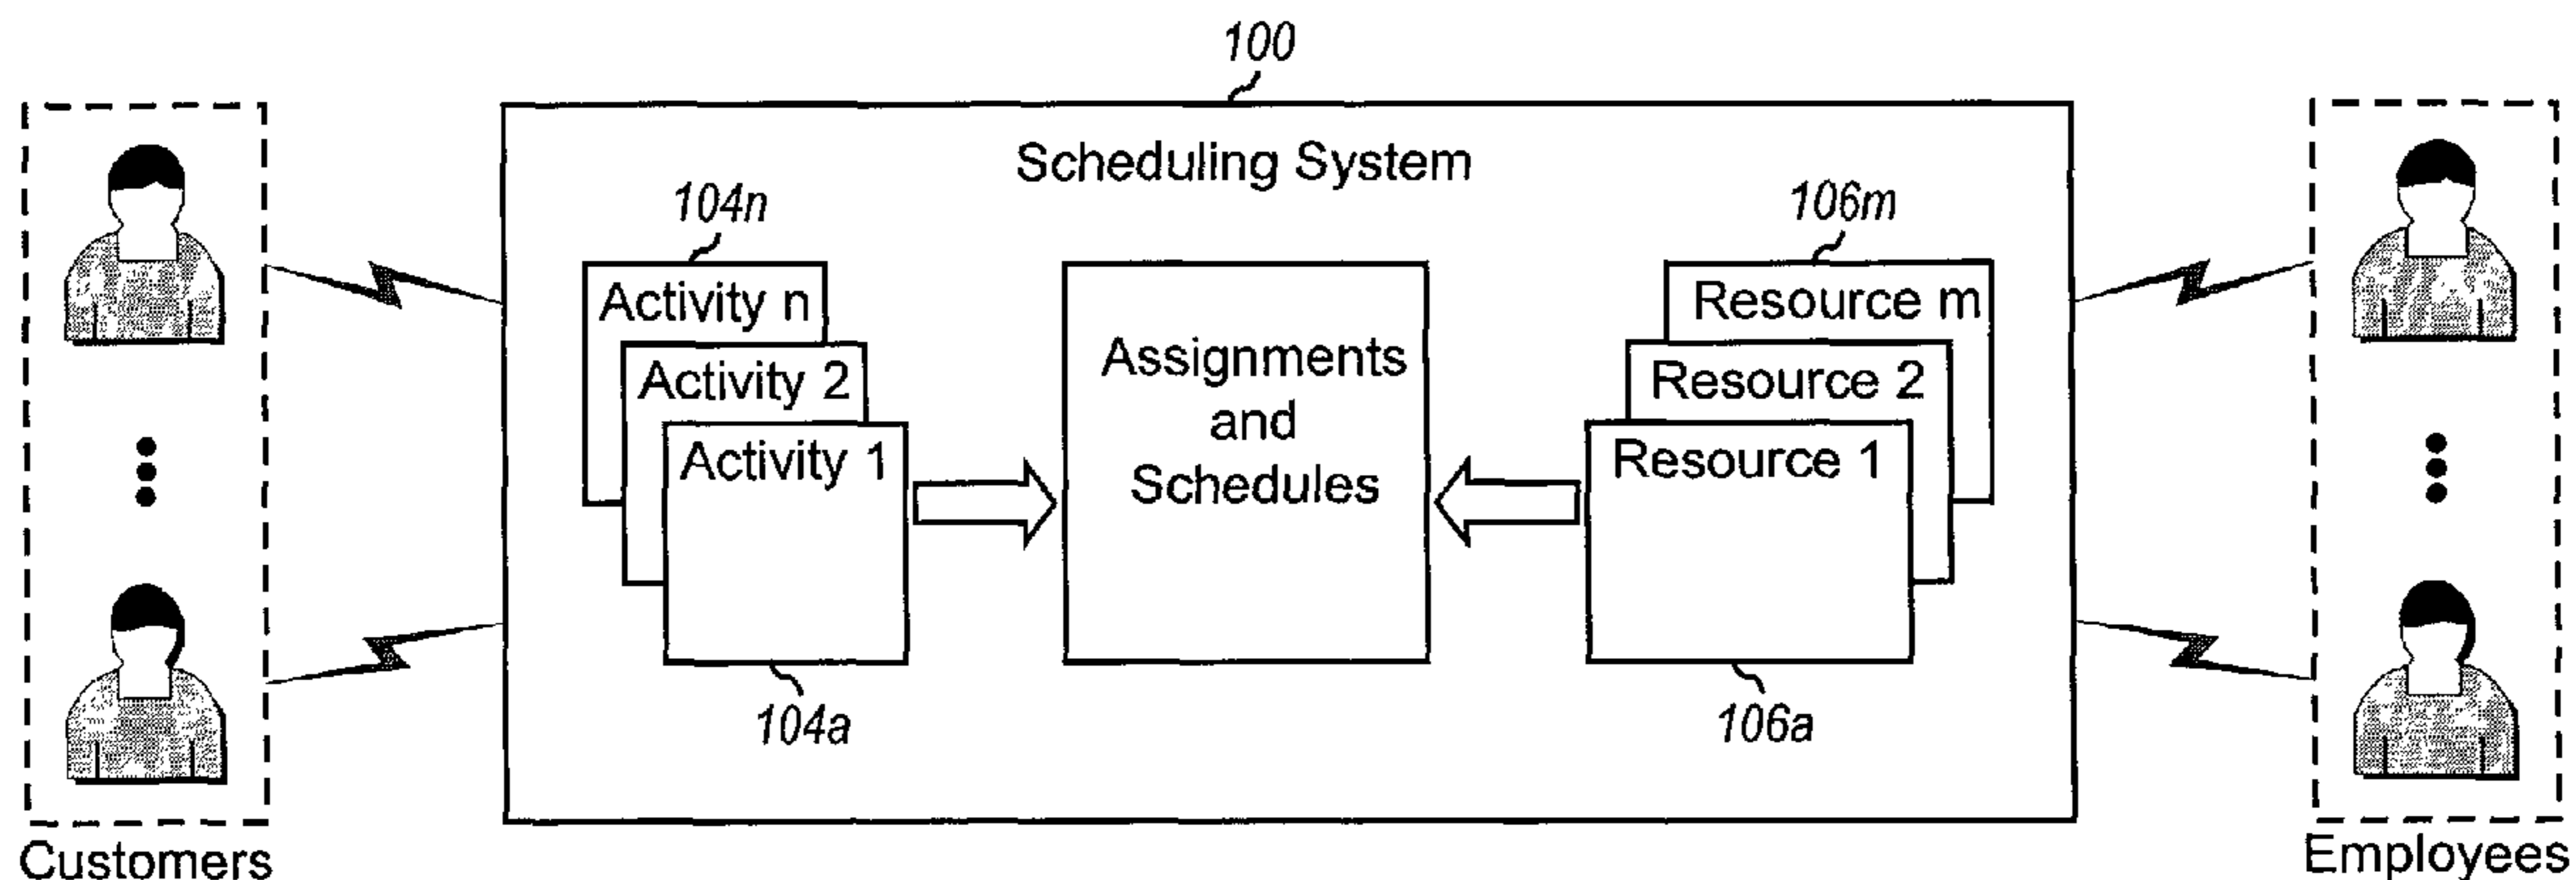 100
Scheduling System
104n
106m
Activity n
Activity 2
Activity 1
Assignments
and
Schedules
Resource m
Resource 2
Resource 1
104a
106a
Customers
Employees